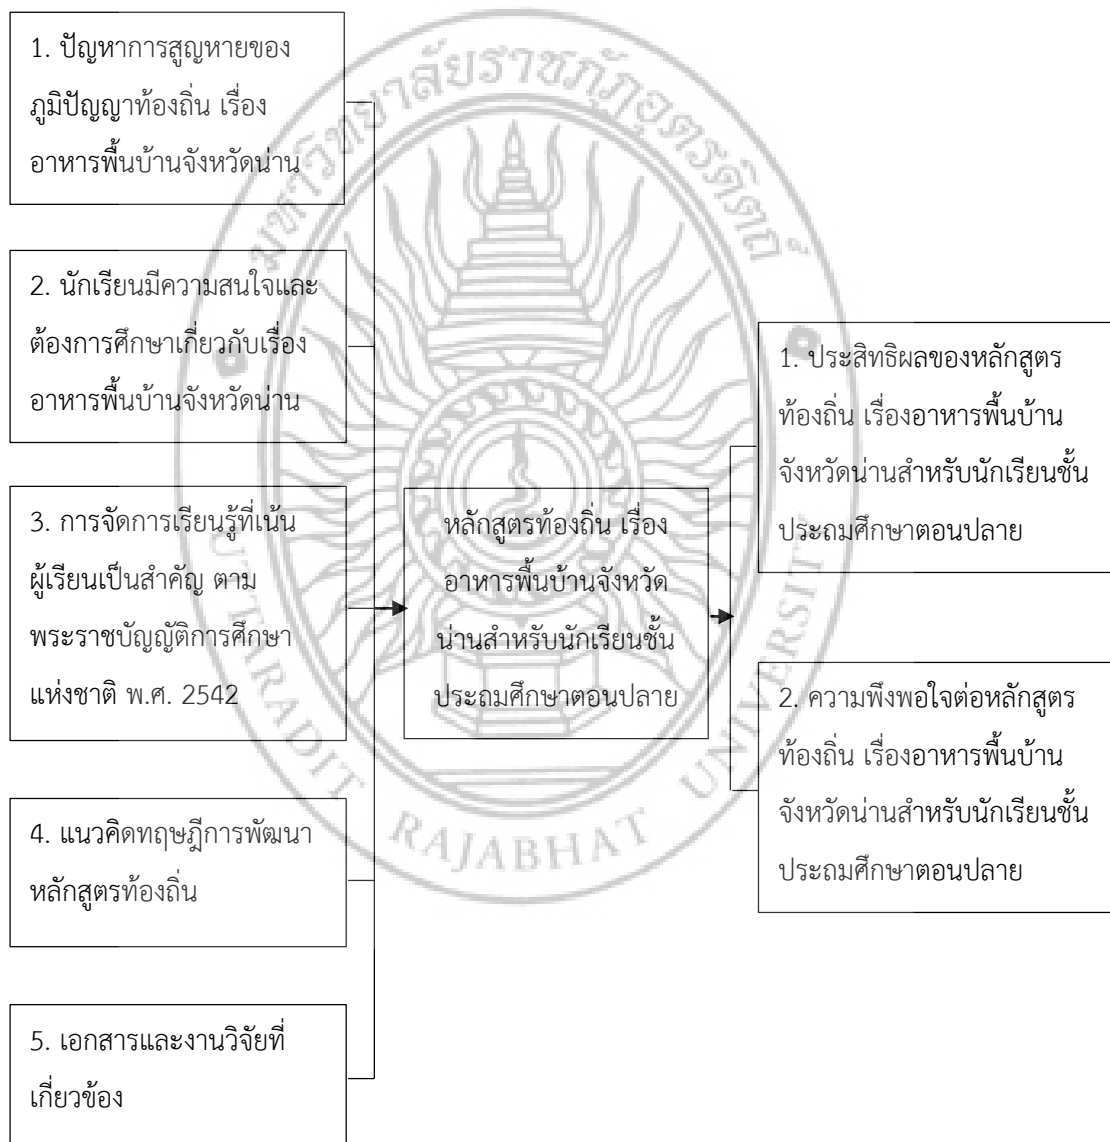 1. ปัญหาการสูญหายของ
ภูมิปัญญาท้องถิ่น เรื่อง
อาหารพื้นบ้านจังหวัดน่าน
2. นักเรียนมีความสนใจและ
ต้องการศึกษาเกี่ยวกับเรื่อง
อาหารพื้นบ้านจังหวัดน่าน
3. การจัดการเรียนรู้ที่เน้น
ผู้เรียนเป็นสำคัญ ตาม
พระราชบัญญัติการศึกษา
แห่งชาติ พ.ศ. 2542
4. แนวคิดทฤษฎีการพัฒนา
หลักสูตรท้องถิ่น
5. เอกสารและงานวิจัยที่
เกี่ยวข้อง
หลักสูตรท้องถิ่น เรื่อง
อาหารพื้นบ้านจังหวัด
น่านสำหรับนักเรียนชั้น
ประถมศึกษาตอนปลาย
1. ประสิทธิผลของหลักสูตร
ท้องถิ่น เรื่องอาหารพื้นบ้าน
จังหวัดน่านสำหรับนักเรียนชั้น
ประถมศึกษาตอนปลาย
2. ความพึงพอใจต่อหลักสูตร
ท้องถิ่น เรื่องอาหารพื้นบ้าน
จังหวัดน่านสำหรับนักเรียนชั้น
ประถมศึกษาตอนปลาย
มหาวิทยาลัยราชภัฏอุตรดิตถ์
UTTARADIT RAJABHAT UNIVERSITY